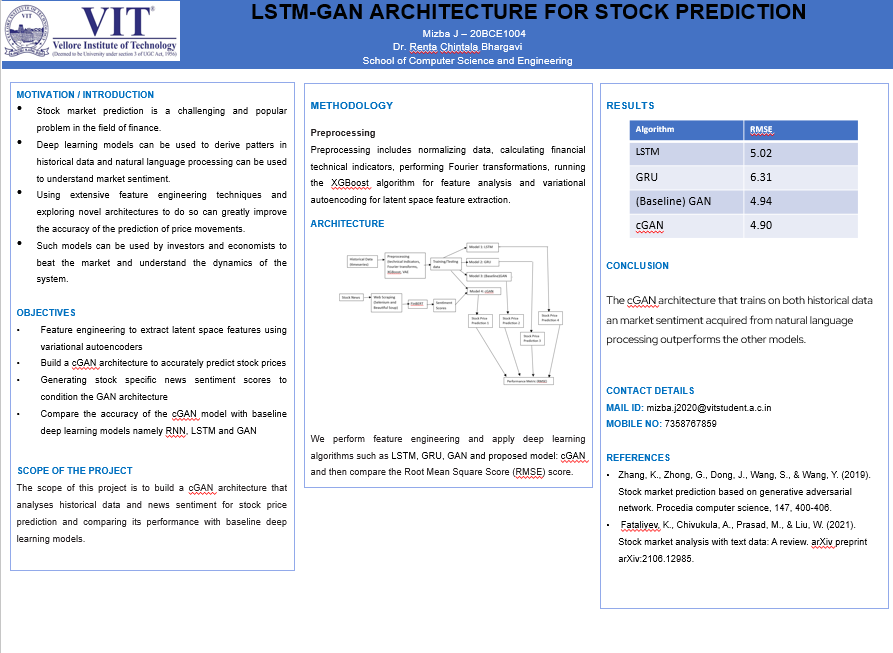 VIT
VIT
Vellore Institute of Technology
(Deemed to be University under section 3 of UGC Act, 1956)
LSTM-GAN ARCHITECTURE FOR STOCK PREDICTION
Mizba J – 20BCE1004
Dr. Renta Chintala Bhargavi
School of Computer Science and Engineering
MOTIVATION / INTRODUCTION
• Stock market prediction is a challenging and popular
problem in the field of finance.
• Deep learning models can be used to derive patters in
historical data and natural language processing can be used
to understand market sentiment.
• Using extensive feature engineering techniques and
exploring novel architectures to do so can greatly improve
the accuracy of the prediction of price movements.
• Such models can be used by investors and economists to
beat the market and understand the dynamics of the
system.
OBJECTIVES
• Feature engineering to extract latent space features using
variational autoencoders
• Build a cGAN architecture to accurately predict stock prices
• Generating stock specific news sentiment scores to
condition the GAN architecture
• Compare the accuracy of the cGAN model with baseline
deep learning models namely RNN, LSTM and GAN
SCOPE OF THE PROJECT
The scope of this project is to build a cGAN architecture that
analyses historical data and news sentiment for stock price
prediction and comparing its performance with baseline deep
learning models.
METHODOLOGY
Preprocessing
Preprocessing includes normalizing data, calculating financial
technical indicators, performing Fourier transformations, running
the XGBoost algorithm for feature analysis and variational
autoencoding for latent space feature extraction.
ARCHITECTURE
Historical Data
(timeseries)
Preprocessing
(technical indicators,
Fourier transforms,
XGBoost, VAE
Training/Testing
data
Model 1: LSTM
Model 2: GRU
Model 3: (Baseline)GAN
Model 4: cGAN
Stock News
Web Scraping
(Selenium and
Beautiful Soup)
FinBERT
Sentiment
Scores
Stock Price
Prediction 1
Stock Price
Prediction 2
Stock Price
Prediction 3
Stock Price
Prediction 4
Performance Metric (RMSE)
We perform feature engineering and apply deep learning
algorithms such as LSTM, GRU, GAN and proposed model: cGAN
and then compare the Root Mean Square Score (RMSE) score.
RESULTS
Algorithm RMSE
LSTM 5.02
GRU 6.31
(Baseline) GAN 4.94
cGAN 4.90
CONCLUSION
The cGAN architecture that trains on both historical data
an market sentiment acquired from natural language
processing outperforms the other models.
CONTACT DETAILS
MAIL ID: mizba.j2020@vitstudent.a.c.in
MOBILE NO: 7358767859
REFERENCES
• Zhang, K., Zhong, G., Dong, J., Wang, S., & Wang, Y. (2019).
Stock market prediction based on generative adversarial
network. Procedia computer science, 147, 400-406.
• Fataliyev, K., Chivukula, A., Prasad, M., & Liu, W. (2021).
Stock market analysis with text data: A review. arXiv preprint
arXiv:2106.12985.